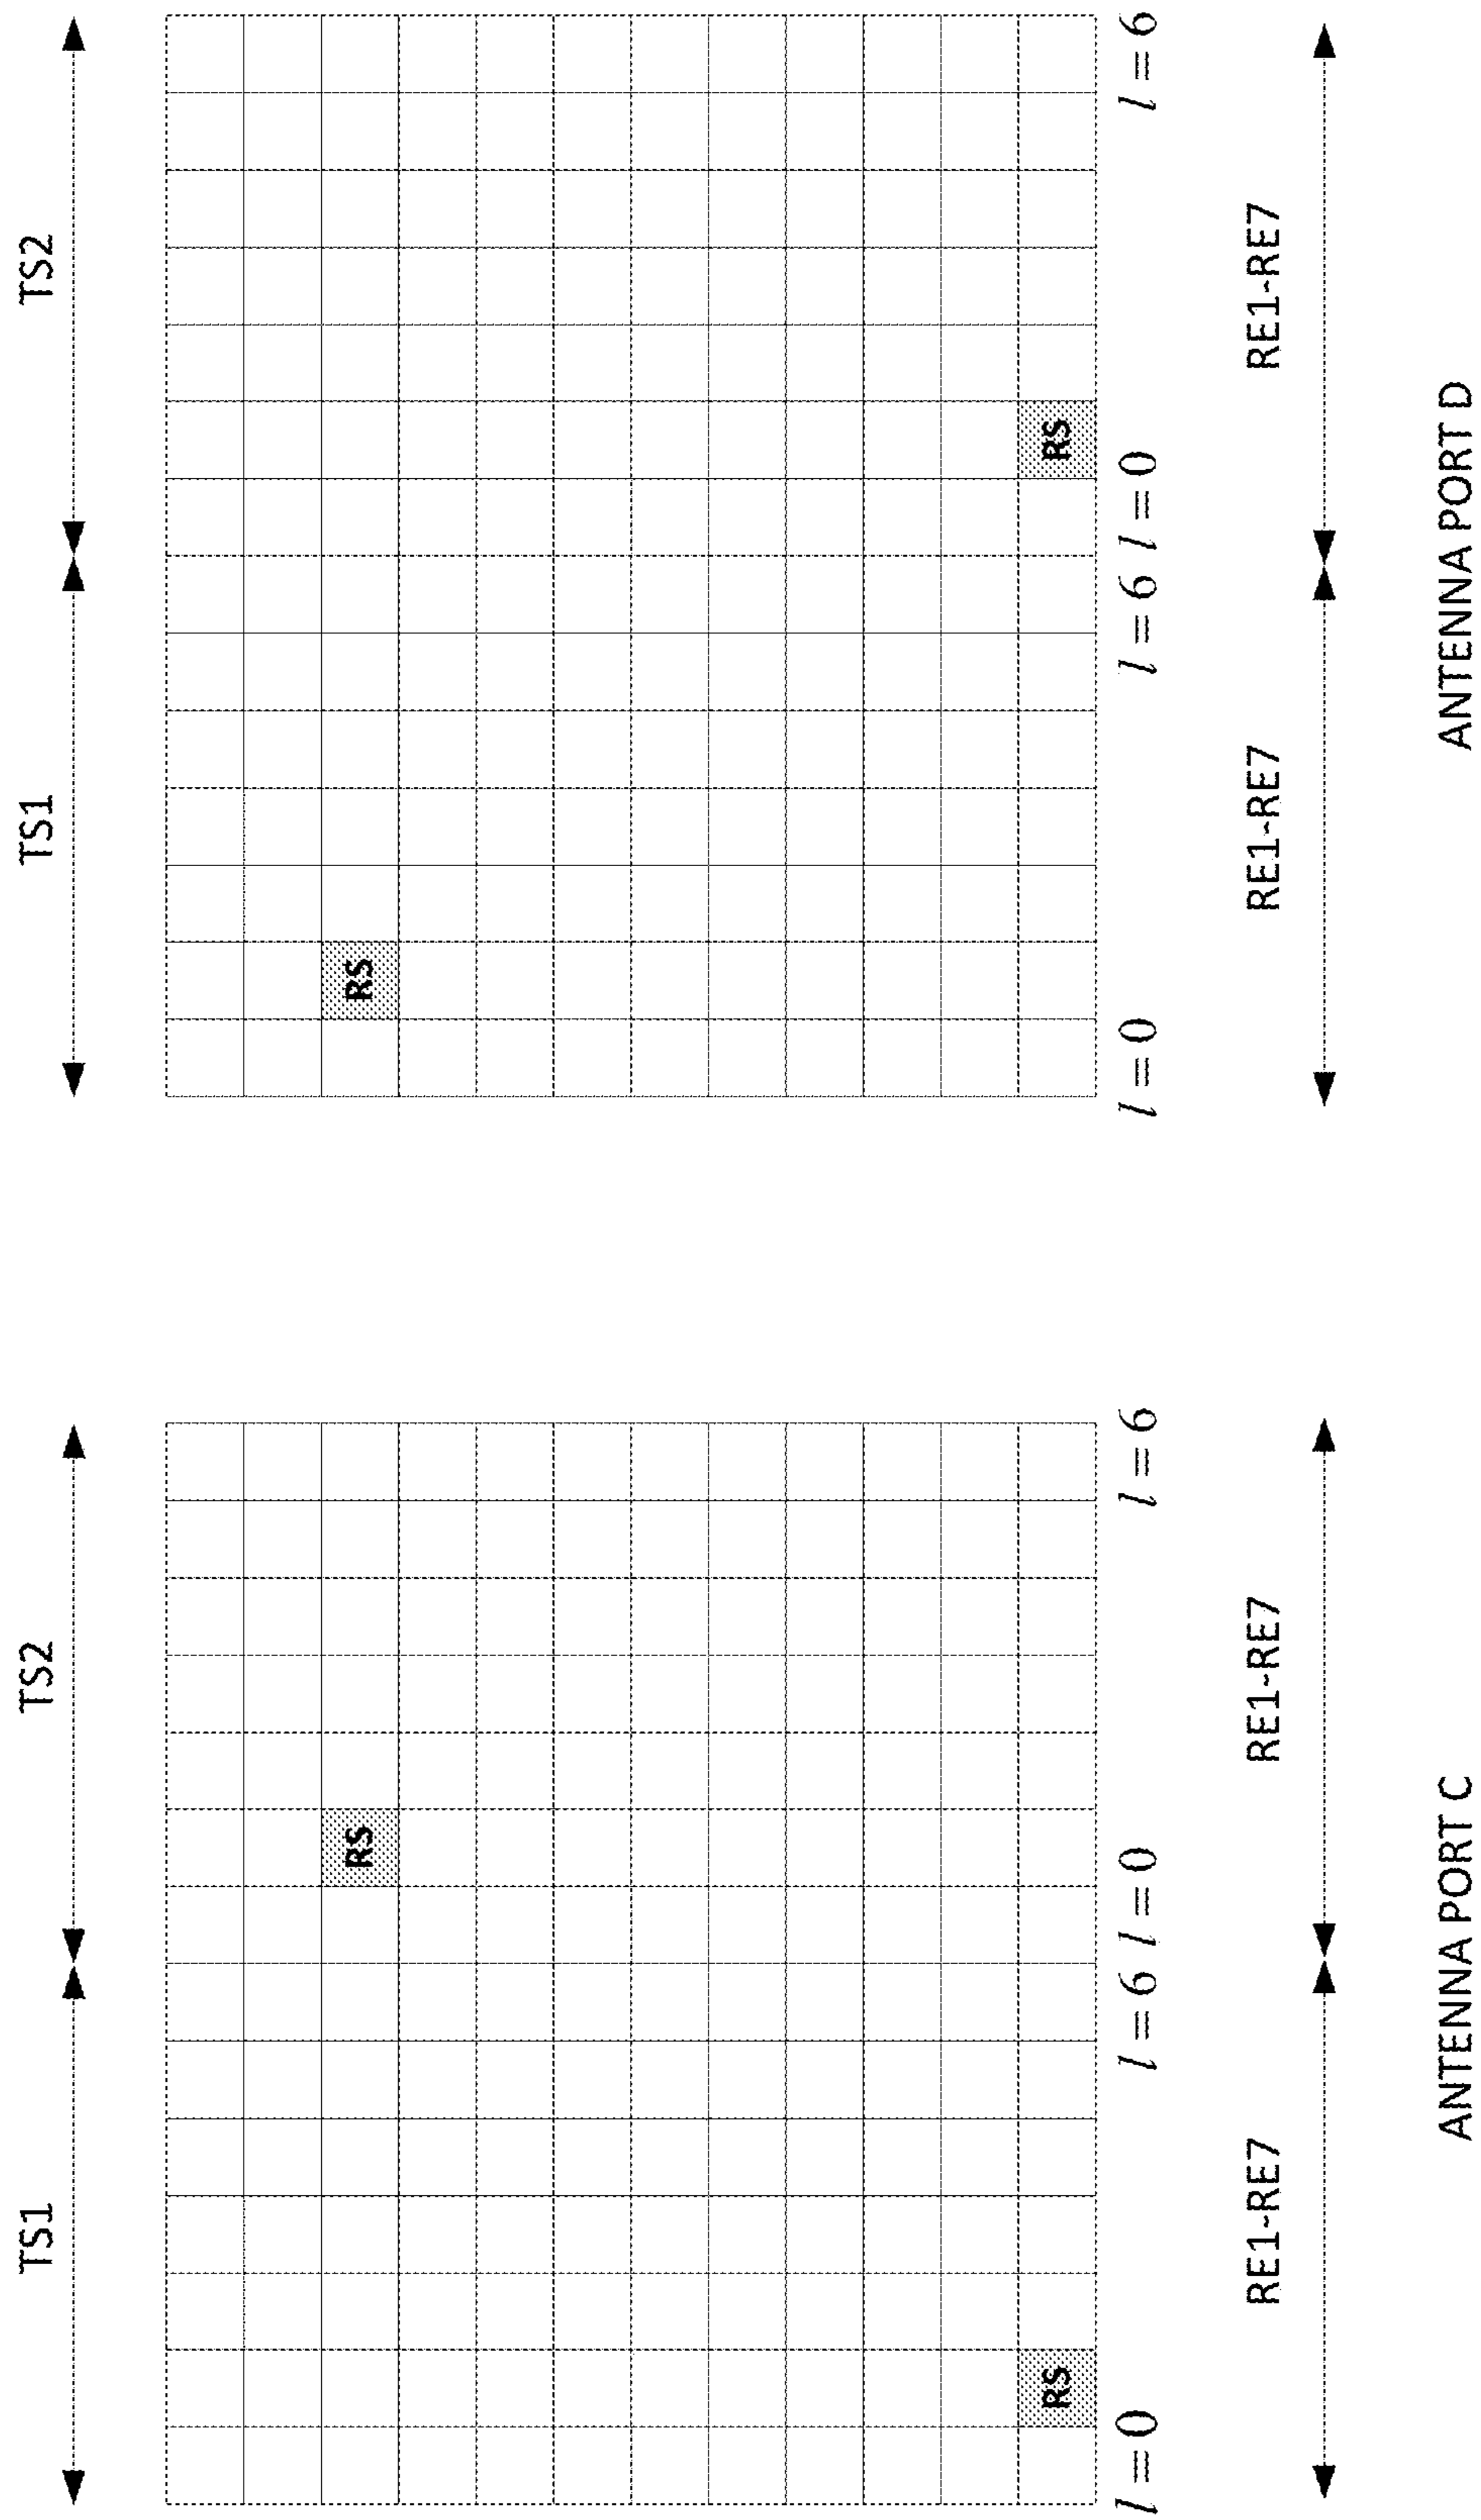 TS1 TS2
RS
RS
l = 0 l = 6 l = 0 l = 6
RE1-RE7 RE1-RE7
ANTENNA PORT C
TS1 TS2
RS
RS
l = 0 l = 6 l = 0 l = 6
RE1-RE7 RE1-RE7
ANTENNA PORT D